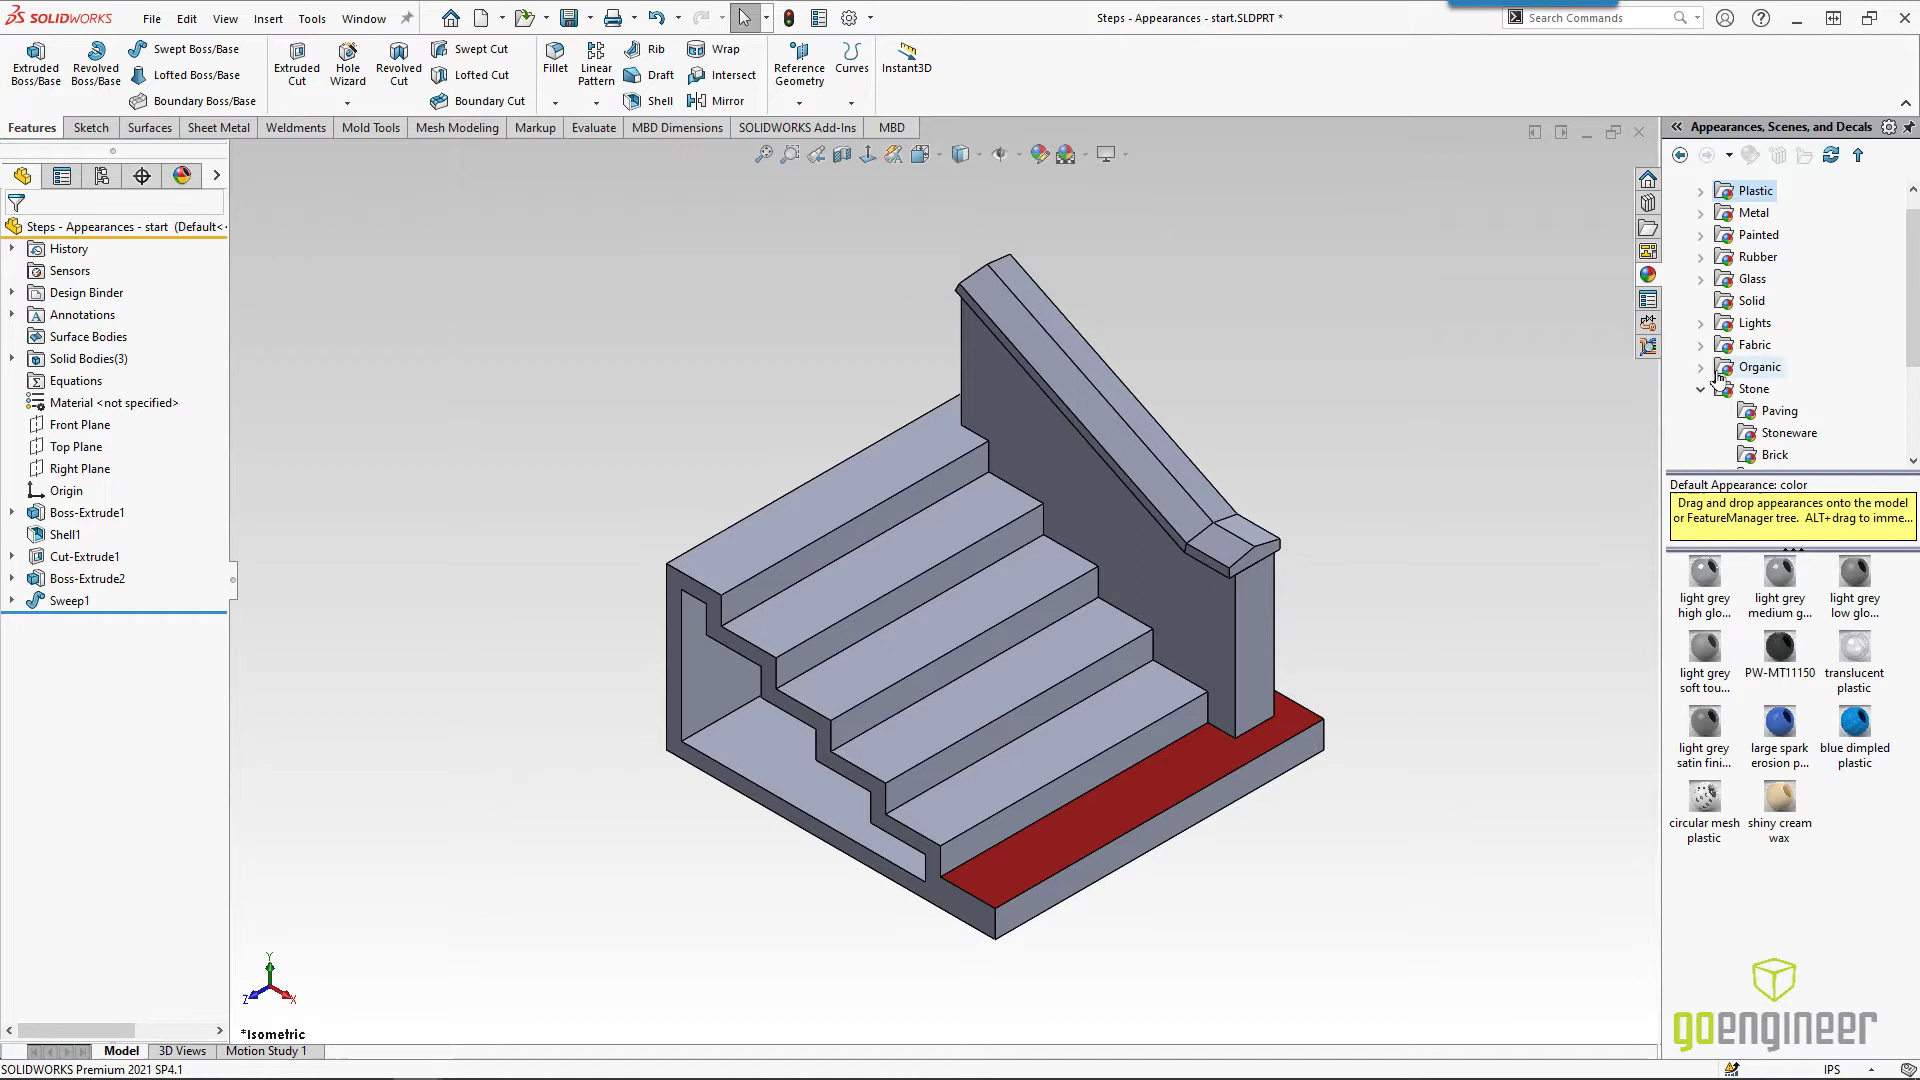 SOLIDWORKS File Edit View Insert Tools Window
Steps - Appearances - start.SLDPRT *
Search Commands
Extruded Boss/Base
Revolved Boss/Base
Swept Boss/Base
Lofted Boss/Base
Boundary Boss/Base
Extruded Cut
Hole Wizard
Revolved Cut
Swept Cut
Lofted Cut
Boundary Cut
Fillet
Linear Pattern
Rib
Draft
Shell
Wrap
Intersect
Mirror
Reference Geometry
Curves
Instant3D
Features Sketch Surfaces Sheet Metal Weldments Mold Tools Mesh Modeling Markup Evaluate MBD Dimensions SOLIDWORKS Add-Ins MBD
Steps - Appearances - start (Default<
History
Sensors
Design Binder
Annotations
Surface Bodies
Solid Bodies(3)
Equations
Material <not specified>
Front Plane
Top Plane
Right Plane
Origin
Boss-Extrude1
Shell1
Cut-Extrude1
Boss-Extrude2
Sweep1
Y
Z
X
*Isometric
Appearances, Scenes, and Decals
Plastic
Metal
Painted
Rubber
Glass
Solid
Lights
Fabric
Organic
Stone
Paving
Stoneware
Brick
Default Appearance: color
Drag and drop appearances onto the model
or FeatureManager tree. ALT+drag to imme...
light grey high glo...
light grey medium g...
light grey low glo...
light grey soft tou...
PW-MT11150
translucent plastic
light grey satin fini...
large spark erosion p...
blue dimpled plastic
circular mesh plastic
shiny cream wax
goengineer
Model 3D Views Motion Study 1
SOLIDWORKS Premium 2021 SP4.1
IPS